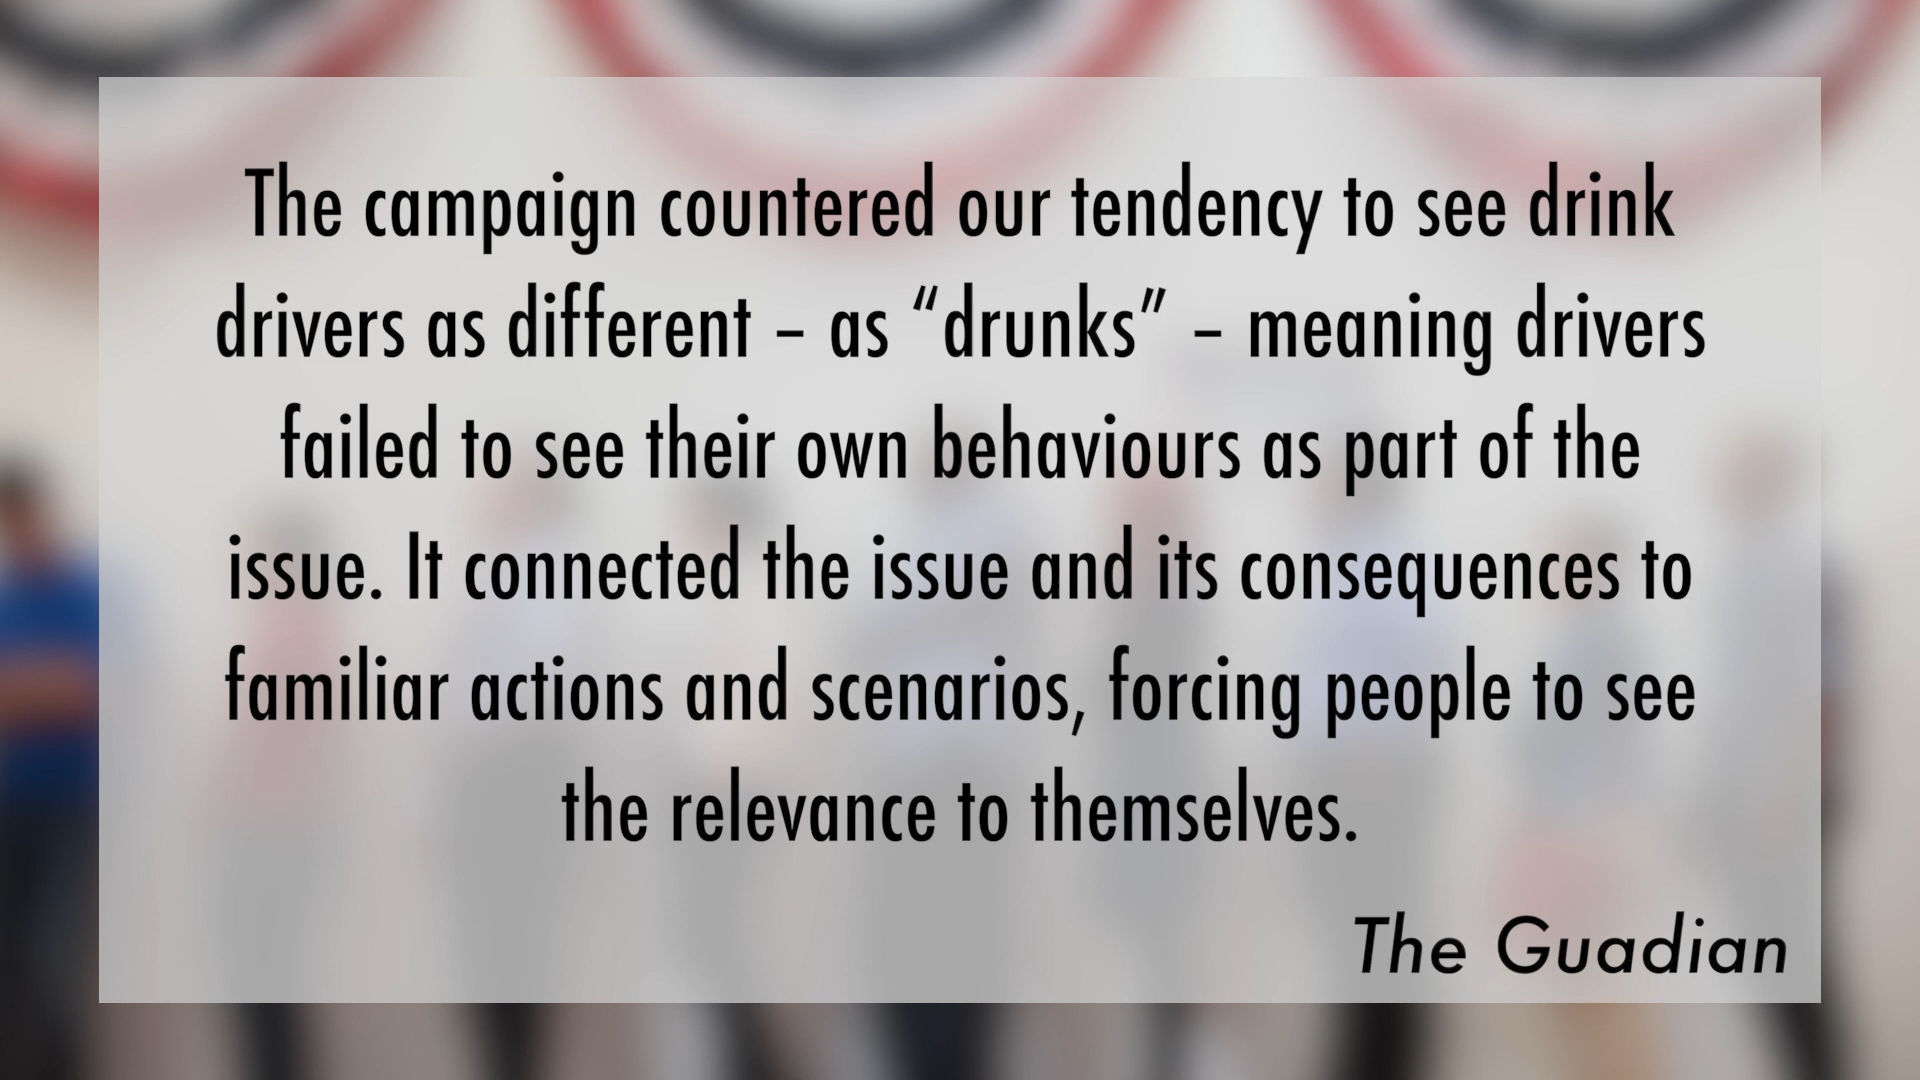 The campaign countered our tendency to see drink
drivers as different – as “drunks” – meaning drivers
failed to see their own behaviours as part of the
issue. It connected the issue and its consequences to
familiar actions and scenarios, forcing people to see
the relevance to themselves.
The Guadian